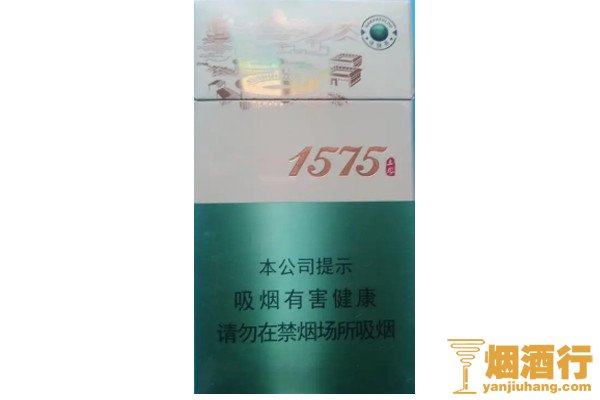 1575
本公司提示
吸烟有害健康
请勿在禁烟场所吸烟
烟酒行
yanjiuhang.com